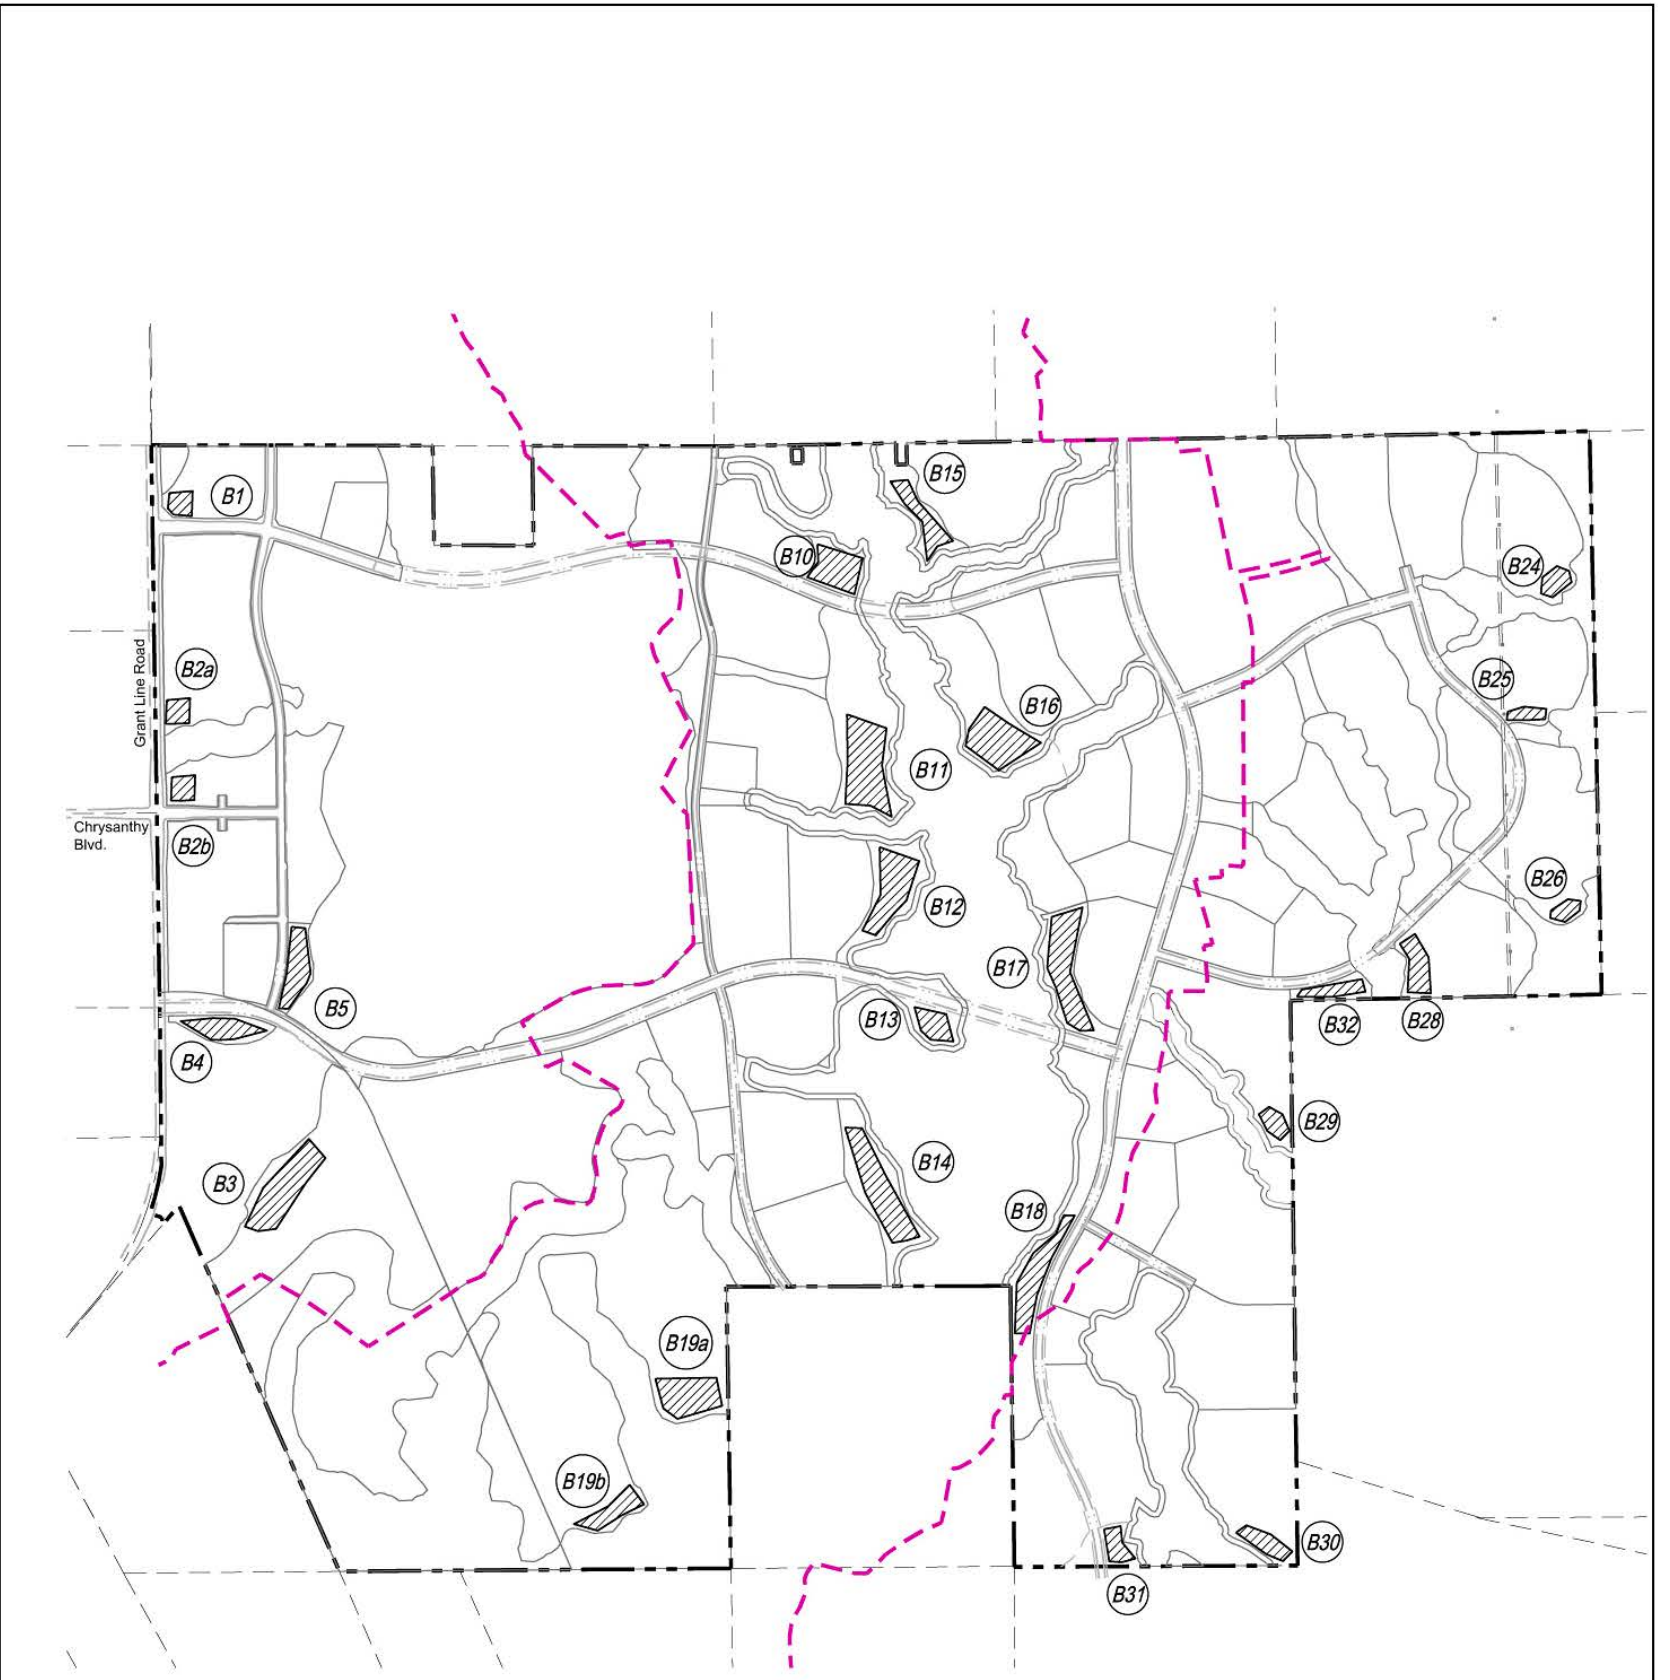 B15
B1
B10
B24
Grant Line Road
B2a
B25
B16
B11
Chrysanthy
Blvd.
B2b
B26
B12
B17
B5
B13
B32
B28
B4
B29
B14
B3
B18
B19a
B19b
B30
B31